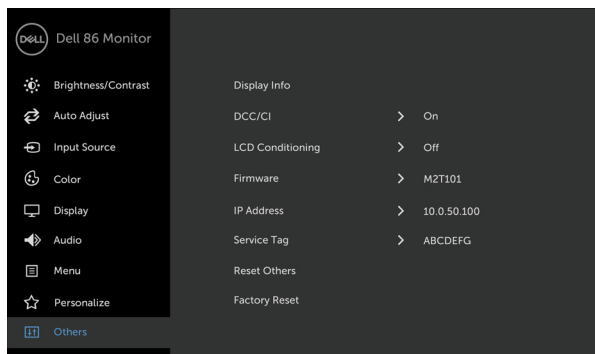 DELL Dell 86 Monitor
Brightness/Contrast
Auto Adjust
Input Source
Color
Display
Audio
Menu
Personalize
Others
Display Info
DCC/CI > On
LCD Conditioning > Off
Firmware > M2T101
IP Address > 10.0.50.100
Service Tag > ABCDEFG
Reset Others
Factory Reset